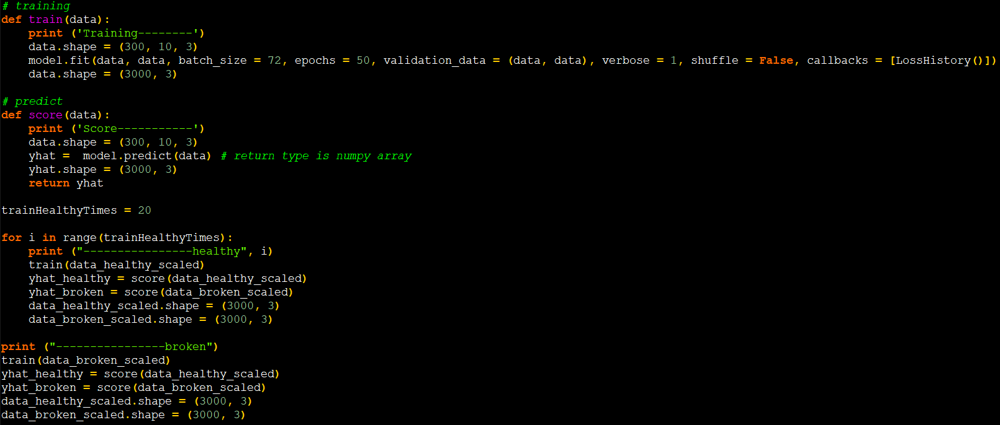 # training
def train(data):
    print ('Training--------')
    data.shape = (300, 10, 3)
    model.fit(data, data, batch_size = 72, epochs = 50, validation_data = (data, data), verbose = 1, shuffle = False, callbacks = [LossHistory()])
    data.shape = (3000, 3)

# predict
def score(data):
    print ('Score-----------')
    data.shape = (300, 10, 3)
    yhat =  model.predict(data) # return type is numpy array
    yhat.shape = (3000, 3)
    return yhat

trainHealthyTimes = 20

for i in range(trainHealthyTimes):
    print ("----------------healthy", i)
    train(data_healthy_scaled)
    yhat_healthy = score(data_healthy_scaled)
    yhat_broken = score(data_broken_scaled)
    data_healthy_scaled.shape = (3000, 3)
    data_broken_scaled.shape = (3000, 3)

print ("----------------broken")
train(data_broken_scaled)
yhat_healthy = score(data_healthy_scaled)
yhat_broken = score(data_broken_scaled)
data_healthy_scaled.shape = (3000, 3)
data_broken_scaled.shape = (3000, 3)